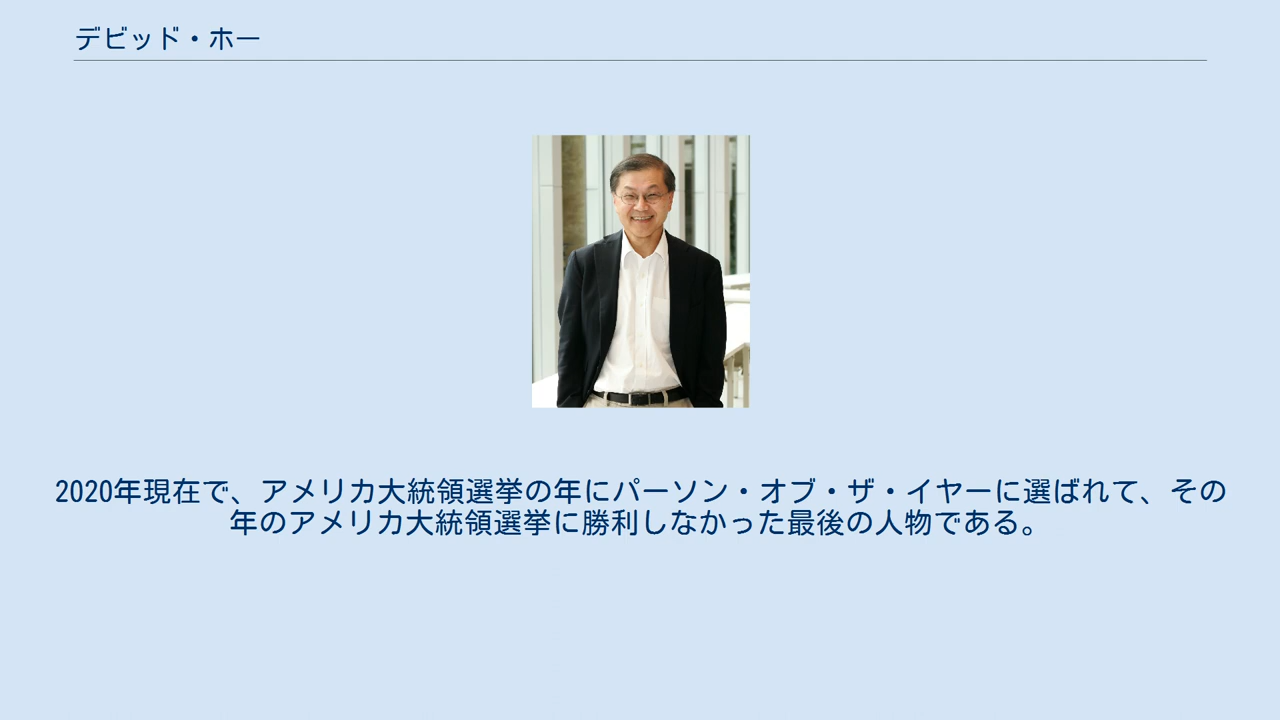 デビッド・ホー
2020年現在で、アメリカ大統領選挙の年にパーソン・オブ・ザ・イヤーに選ばれて、その
年のアメリカ大統領選挙に勝利しなかった最後の人物である。